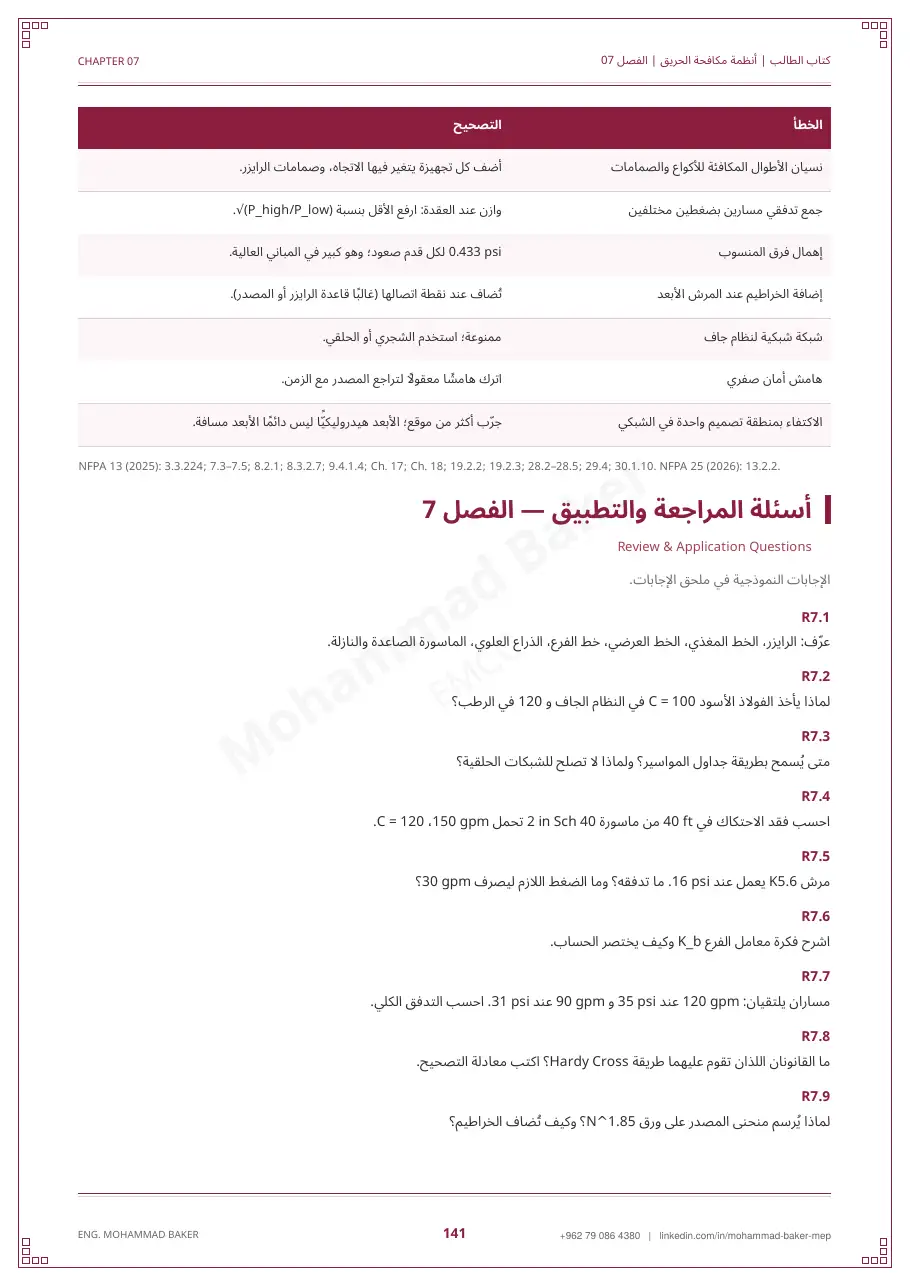 كتاب الطالب | أنظمة مكافحة الحريق | الفصل 07
CHAPTER 07
الخطأ التصحيح
نسيان الأطوال المكافئة للأكواع والصمامات أضف كل تجهيزة يتغير فيها الاتجاه، وصمامات الرايزر.
جمع تدفقي مسارين بضغطين مختلفين وازن عند العقدة: ارفع الأقل بنسبة √(P_high/P_low).
إهمال فرق المنسوب 0.433 psi لكل قدم صعود؛ وهو كبير في المباني العالية.
إضافة الخراطيم عند المرش الأبعد تُضاف عند نقطة اتصالها (غالبًا قاعدة الرايزر أو المصدر).
شبكة شبكية لنظام جاف ممنوعة؛ استخدم الشجري أو الحلقي.
هامش أمان صفري اترك هامشًا معقولًا لتراجع المصدر مع الزمن.
الاكتفاء بمنطقة تصميم واحدة في الشبكي جرّب أكثر من موقع؛ الأبعد هيدروليكيًّا ليس دائمًا الأبعد مسافة.
NFPA 13 (2025): 3.3.224; 7.3–7.5; 8.2.1; 8.3.2.7; 9.4.1.4; Ch. 17; Ch. 18; 19.2.2; 19.2.3; 28.2–28.5; 29.4; 30.1.10. NFPA 25 (2026): 13.2.2.
أسئلة المراجعة والتطبيق — الفصل 7
Review & Application Questions
الإجابات النموذجية في ملحق الإجابات.
R7.1
عرّف: الرايزر، الخط المغذي، الخط العرضي، خط الفرع، الذراع العلوي، الماسورة الصاعدة والنازلة.
R7.2
لماذا يأخذ الفولاذ الأسود C = 100 في النظام الجاف و 120 في الرطب؟
R7.3
متى يُسمح بطريقة جداول المواسير؟ ولماذا لا تصلح للشبكات الحلقية؟
R7.4
احسب فقد الاحتكاك في 40 ft من ماسورة 2 in Sch 40 تحمل 150 gpm، C = 120.
R7.5
مرش K5.6 يعمل عند 16 psi. ما تدفقه؟ وما الضغط اللازم ليصرف 30 gpm؟
R7.6
اشرح فكرة معامل الفرع K_b وكيف يختصر الحساب.
R7.7
مساران يلتقيان: 120 gpm عند 35 psi و 90 gpm عند 31 psi. احسب التدفق الكلي.
R7.8
ما القانونان اللذان تقوم عليهما طريقة Hardy Cross؟ اكتب معادلة التصحيح.
R7.9
لماذا يُرسم منحنى المصدر على ورق N^1.85؟ وكيف تُضاف الخراطيم؟
Mohammad Baker
ENG. MOHAMMAD BAKER
141
+962 79 086 4380 | linkedin.com/in/mohammad-baker-mep